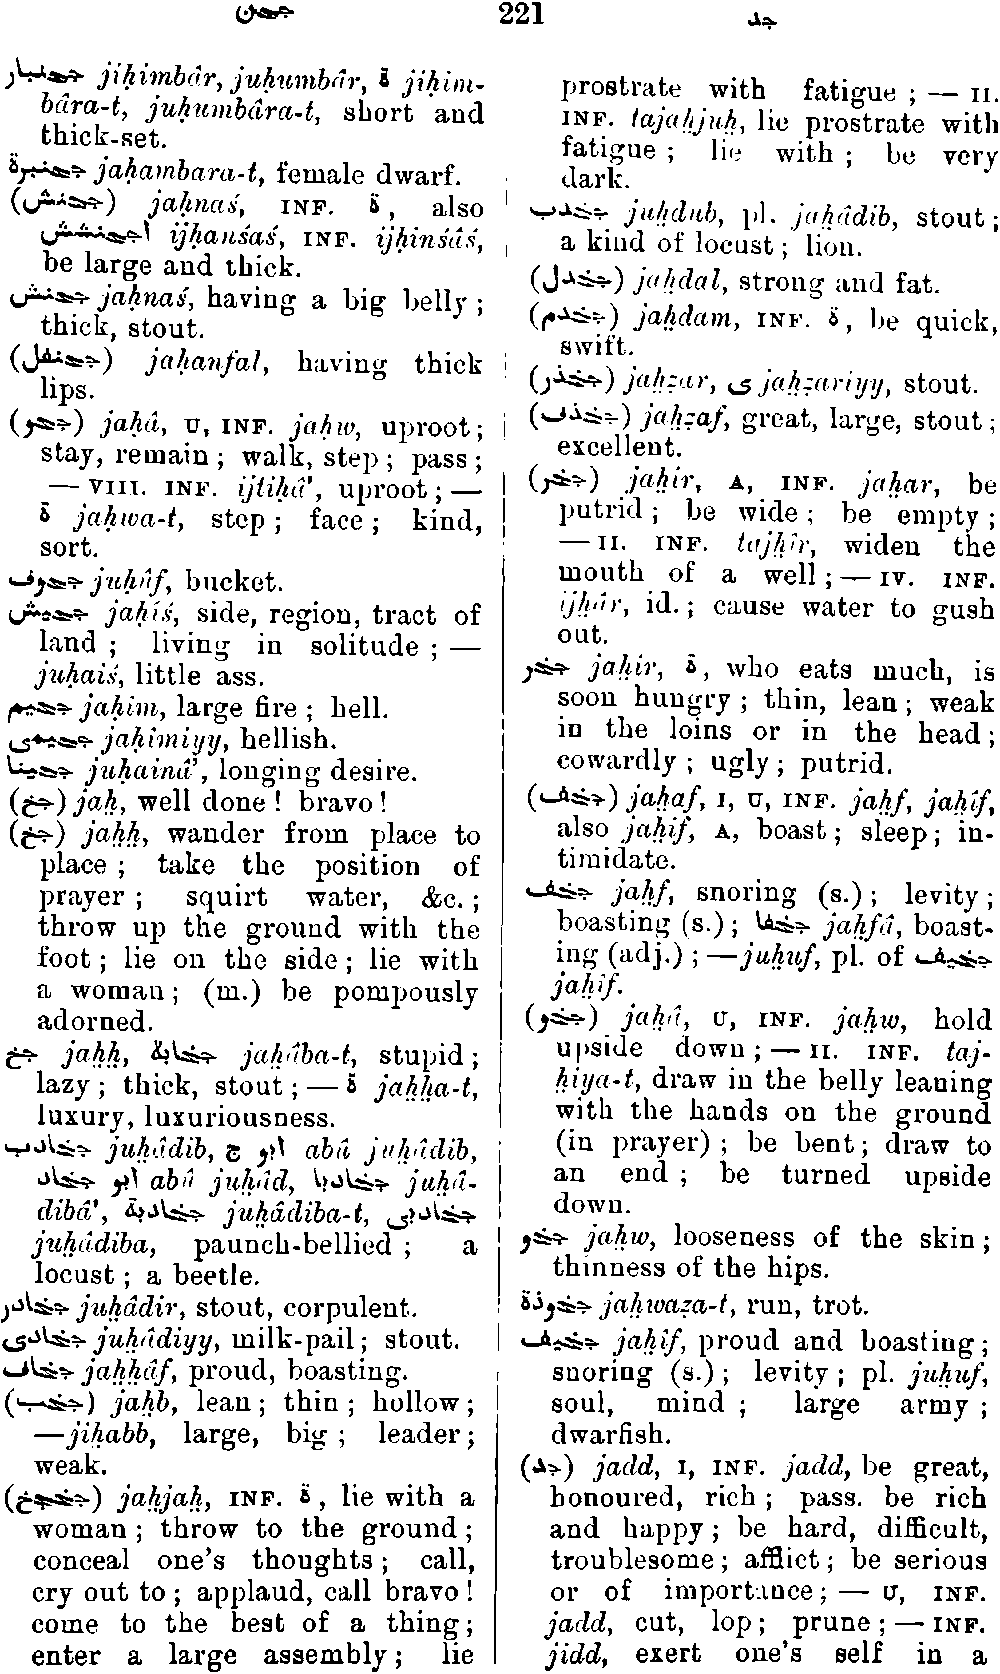 جحن 221 جد
جحنبار jiḥimbâr, juḥumbâr, ة jiḥim-
bâra-t, juḥumbâra-t, short and
thick-set.
جحنبرة jaḥambara-t, female dwarf.
(جحنش) jaḥnaś, INF. ة, also
اجحنشش ijḥanśaś, INF. ijḥinśâś,
be large and thick.
جحنش jaḥnaś, having a big belly;
thick, stout.
(جحنفل) jaḥanfal, having thick
lips.
(جحو) jaḥâ, U, INF. jaḥw, uproot;
stay, remain; walk, step; pass;
— VIII. INF. ijtiḥâ', uproot; —
ة jaḥwa-t, step; face; kind,
sort.
جحوف juḥûf, bucket.
جحيش jaḥíś, side, region, tract of
land; living in solitude; —
juḥaiś, little ass.
جحيم jaḥîm, large fire; hell.
جحيمى jaḥîmiyy, hellish.
جحينا juḥainâ', longing desire.
(جخ) jaḫ, well done! bravo!
(جخ) jaḫḫ, wander from place to
place; take the position of
prayer; squirt water, &c.;
throw up the ground with the
foot; lie on the side; lie with
a woman; (m.) be pompously
adorned.
جخ jaḫḫ, جخابة jaḫâba-t, stupid;
lazy; thick, stout; — ة jaḫḫa-t,
luxury, luxuriousness.
جخادب juḫâdib, ابو ج abû juḫâdib,
ابو جخاد abû juḫâd, جخادبا juḫâ-
dibâ', جخادبة juḫâdiba-t, جخادبى
juḫâdiba, paunch-bellied; a
locust; a beetle.
جخادر juḫâdir, stout, corpulent.
جخادى juḫâdiyy, milk-pail; stout.
جخاف jaḫḫâf, proud, boasting.
(جخب) jaḫb, lean; thin; hollow;
—jiḫabb, large, big; leader;
weak.
(جخجخ) jaḫjaḫ, INF. ة, lie with a
woman; throw to the ground;
conceal one's thoughts; call,
cry out to; applaud, call bravo!
come to the best of a thing;
enter a large assembly; lie
prostrate with fatigue; — II.
INF. tajaḫjuḫ, lie prostrate with
fatigue; lie with; be very
dark.
جخدب juḫdub, pl. jaḫâdib, stout;
a kind of locust; lion.
(جخدل) jaḫdal, strong and fat.
(جخدم) jaḫdam, INF. ة, be quick,
swift.
(جخذر) jaḫẕar, ى jaḫẕariyy, stout.
(جخذف) jaḫẕaf, great, large, stout;
excellent.
(جخر) jaḫir, A, INF. jaḫar, be
putrid; be wide; be empty;
— II. INF. tajḫîr, widen the
mouth of a well; — IV. INF.
ijḫâr, id.; cause water to gush
out.
جخر jaḫir, ة, who eats much, is
soon hungry; thin, lean; weak
in the loins or in the head;
cowardly; ugly; putrid.
(جخف) jaḫaf, I, U, INF. jaḫf, jaḫîf,
also jaḫif, A, boast; sleep; in-
timidate.
جخف jaḫf, snoring (s.); levity;
boasting (s.); جخفا jaḫfâ, boast-
ing (adj.); —juḫuf, pl. of جخيف
jaḫîf.
(جخو) jaḫâ, U, INF. jaḫw, hold
upside down; — II. INF. taj-
ḫiya-t, draw in the belly leaning
with the hands on the ground
(in prayer); be bent; draw to
an end; be turned upside
down.
جخو jaḫw, looseness of the skin;
thinness of the hips.
جخوذة jaḫwaẕa-t, run, trot.
جخيف jaḫîf, proud and boasting;
snoring (s.); levity; pl. juḫuf,
soul, mind; large army;
dwarfish.
(جد) jadd, I, INF. jadd, be great,
honoured, rich; pass. be rich
and happy; be hard, difficult,
troublesome; afflict; be serious
or of importance; — U, INF.
jadd, cut, lop; prune; — INF.
jidd, exert one's self in a